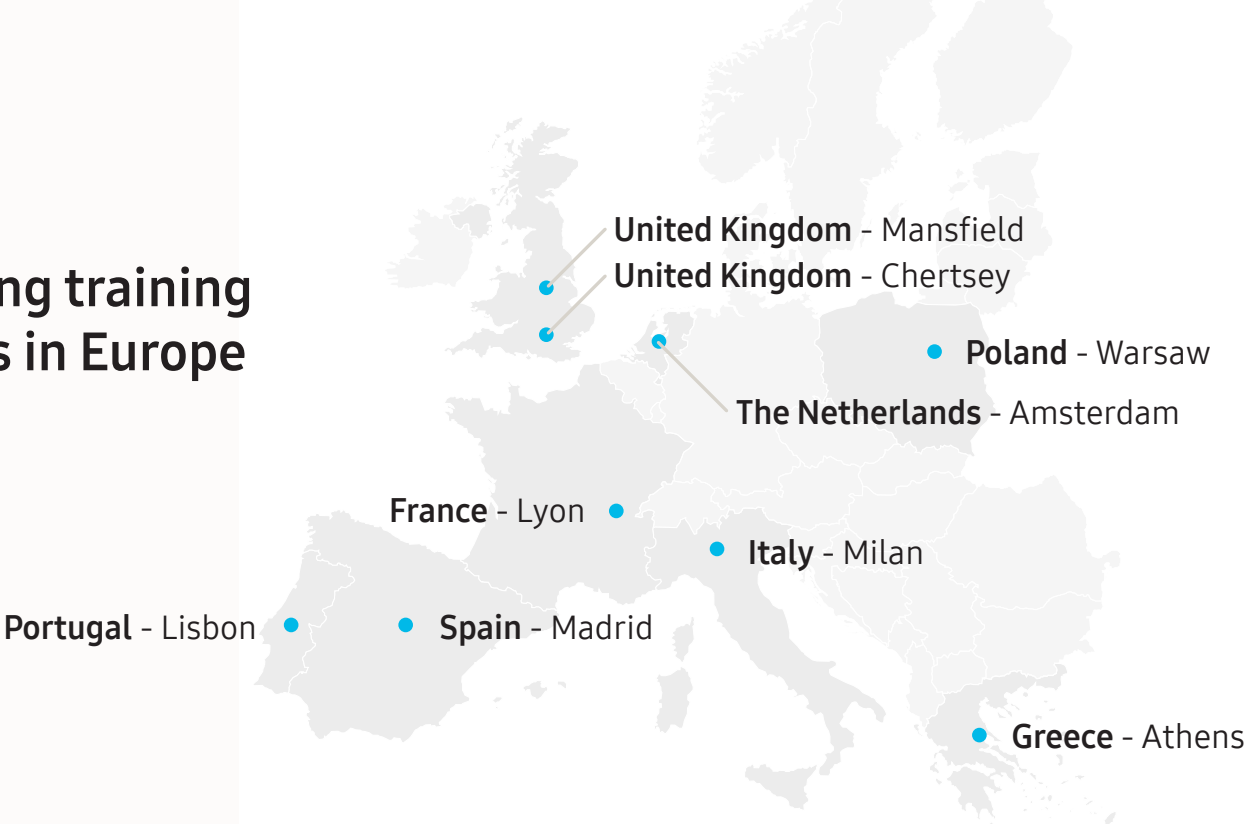 ng training
s in Europe
United Kingdom - Mansfield
United Kingdom - Chertsey
Poland - Warsaw
The Netherlands - Amsterdam
France - Lyon
Italy - Milan
Portugal - Lisbon
Spain - Madrid
Greece - Athens